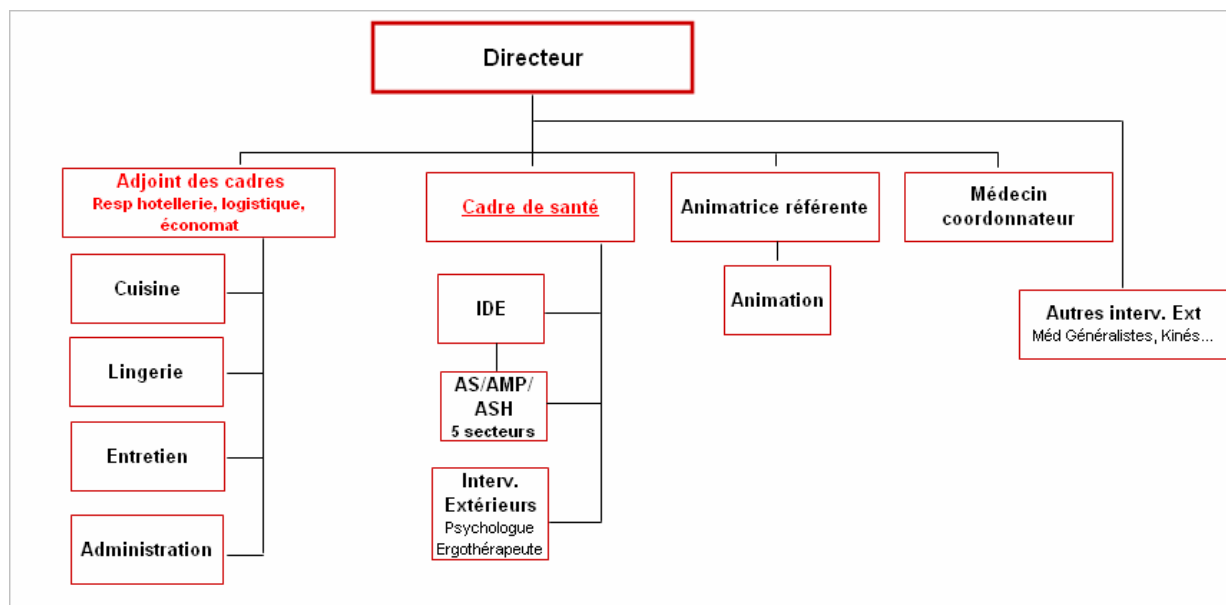 Directeur
Adjoint des cadres
Resp hotellerie, logistique,
économat
Cadre de santé
Animatrice référente
Médecin
coordonnateur
Cuisine
Lingerie
Entretien
Administration
IDE
AS/AMP/
ASH
5 secteurs
Interv.
Extérieurs
Psychologue
Ergothérapeute
Animation
Autres interv. Ext
Méd Généralistes, Kinés...